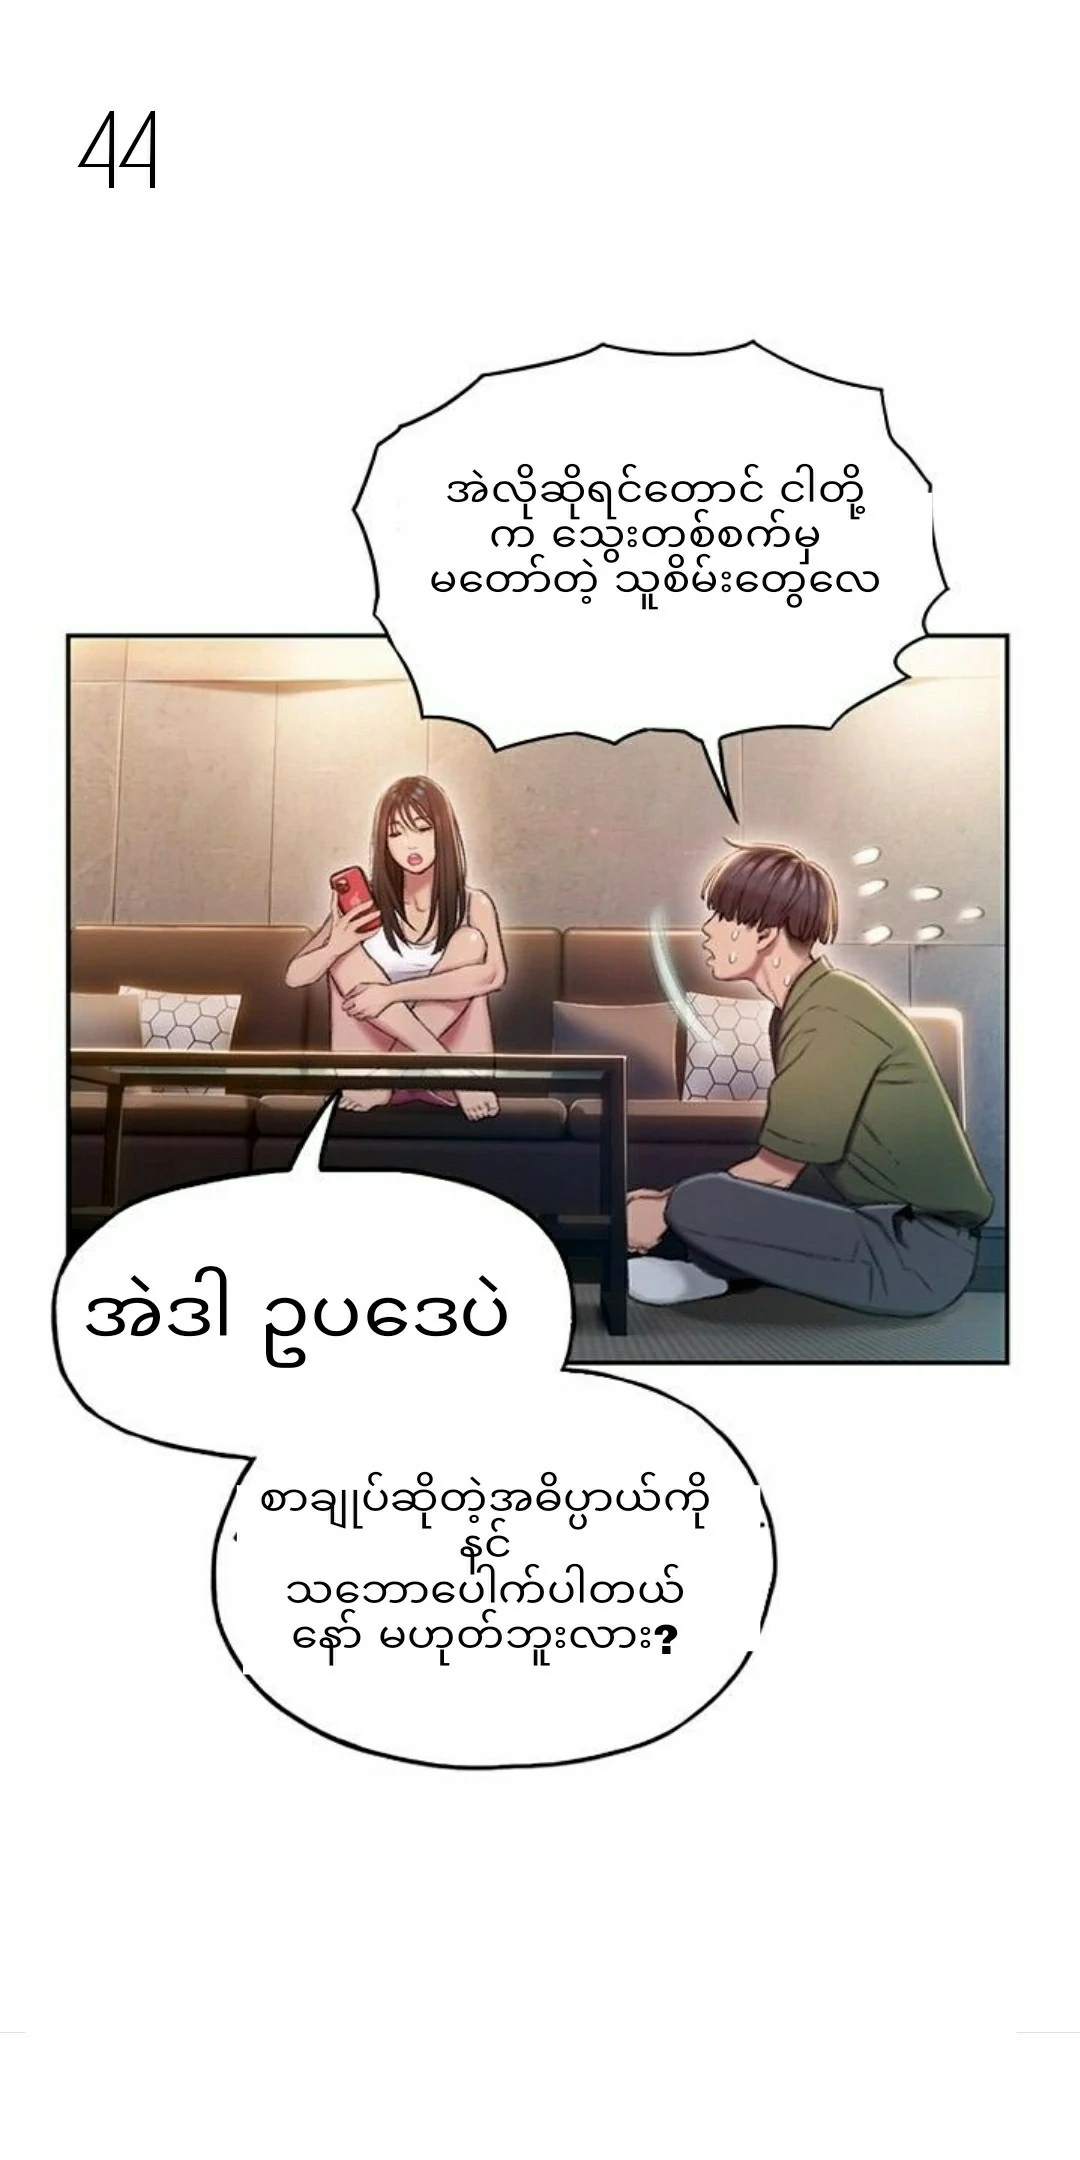 44
အဲလိုဆိုရင်တောင် ငါတို့
က သွေးတစ်စက်မှ
မတော်တဲ့ သူစိမ်းတွေလေ
အဲဒါ ဥပဒေပဲ
စာချုပ်ဆိုတဲ့အဓိပ္ပာယ်ကို
နင်
သဘောပေါက်ပါတယ်
နော် မဟုတ်ဘူးလား?